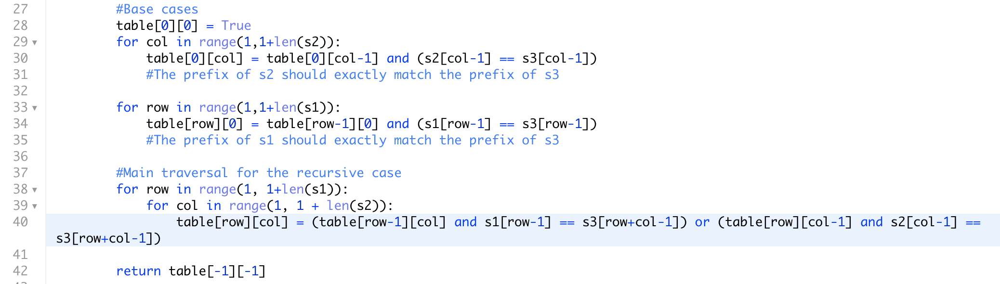 27 #Base cases
28 table[0][0] = True
29 for col in range(1,1+len(s2)):
30 table[0][col] = table[0][col-1] and (s2[col-1] == s3[col-1])
31 #The prefix of s2 should exactly match the prefix of s3
32
33 for row in range(1,1+len(s1)):
34 table[row][0] = table[row-1][0] and (s1[row-1] == s3[row-1])
35 #The prefix of s1 should exactly match the prefix of s3
36
37 #Main traversal for the recursive case
38 for row in range(1, 1+len(s1)):
39 for col in range(1, 1 + len(s2)):
40 table[row][col] = (table[row-1][col] and s1[row-1] == s3[row+col-1]) or (table[row][col-1] and s2[col-1] ==
s3[row+col-1])
41
42 return table[-1][-1]